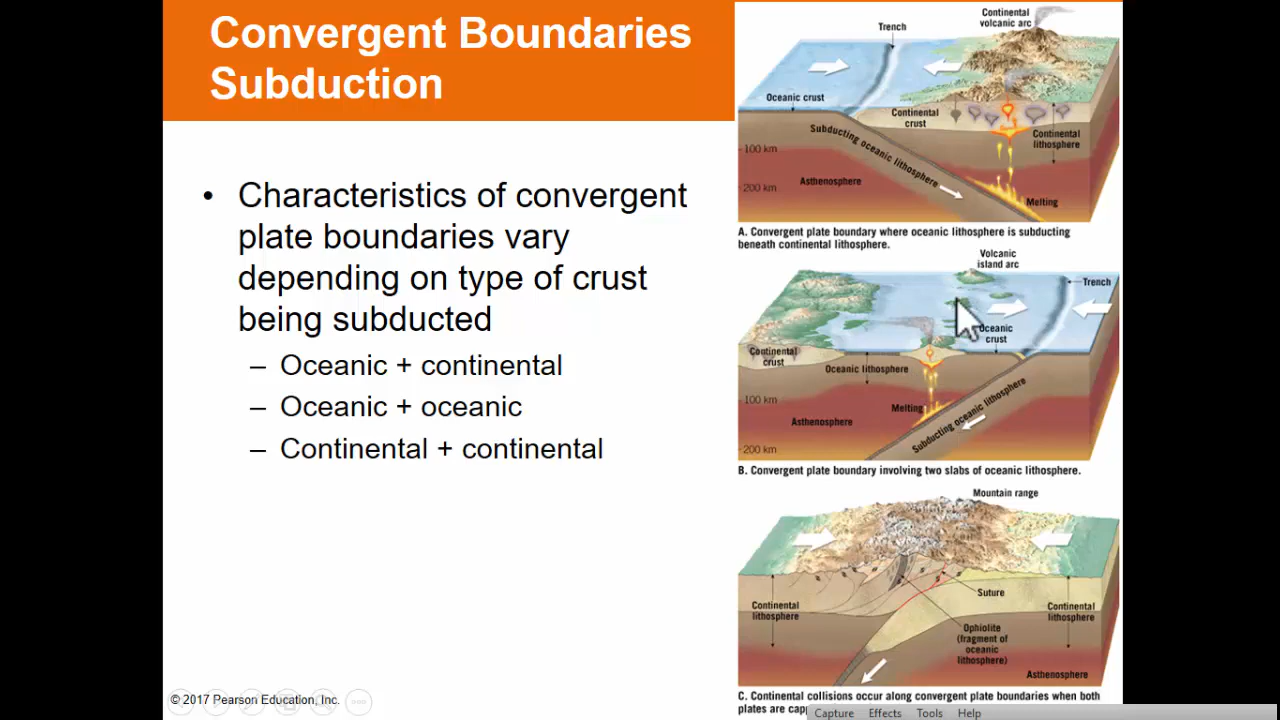 Convergent Boundaries
Subduction
• Characteristics of convergent
plate boundaries vary
depending on type of crust
being subducted
– Oceanic + continental
– Oceanic + oceanic
– Continental + continental
© 2017 Pearson Education, Inc.
Continental
volcanic arc
Trench
Oceanic crust
Continental
crust
Subducting oceanic lithosphere
Continental
lithosphere
100 km
200 km
Asthenosphere
Melting
A. Convergent plate boundary where oceanic lithosphere is subducting
beneath continental lithosphere.
Volcanic
island arc
Trench
Oceanic
crust
Continental
crust
Oceanic lithosphere
100 km
Melting
Asthenosphere
Subducting oceanic lithosphere
200 km
B. Convergent plate boundary involving two slabs of oceanic lithosphere.
Mountain range
Suture
Continental
lithosphere
Continental
lithosphere
Ophiolite
(fragment of
oceanic
lithosphere)
Asthenosphere
C. Continental collisions occur along convergent plate boundaries when both
plates are
Capture Effects Tools Help